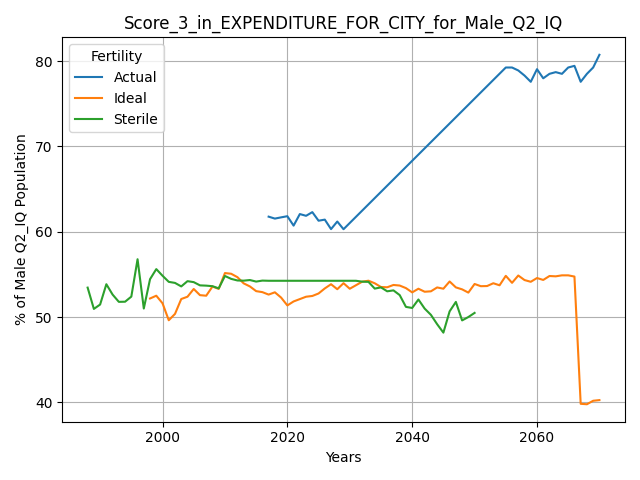 Score_3_in_EXPENDITURE_FOR_CITY_for_Male_Q2_IQ
Fertility
Actual
Ideal
Sterile
% of Male Q2_IQ Population
80
70
60
50
40
2000
2020
2040
2060
Years